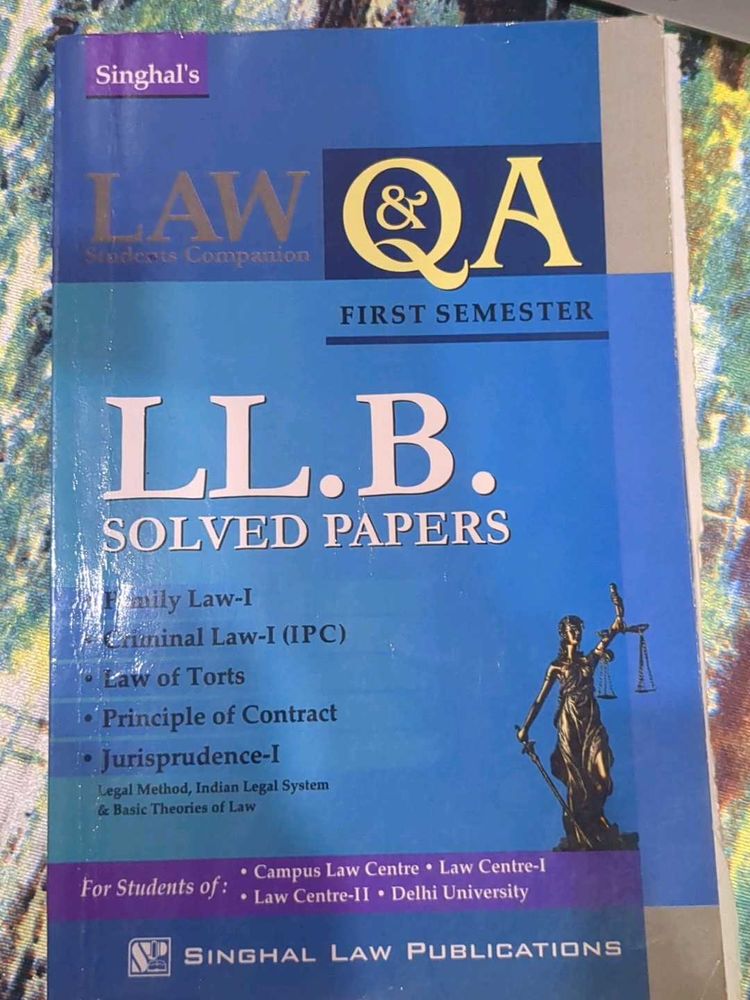 Singhal's
LAW
Students Companion
Q&A
FIRST SEMESTER
LL.B.
SOLVED PAPERS
• Family Law-I
• Criminal Law-I (IPC)
• Law of Torts
• Principle of Contract
• Jurisprudence-I
Legal Method, Indian Legal System
& Basic Theories of Law
For Students of: • Campus Law Centre • Law Centre-I
• Law Centre-II • Delhi University
SINGHAL LAW PUBLICATIONS